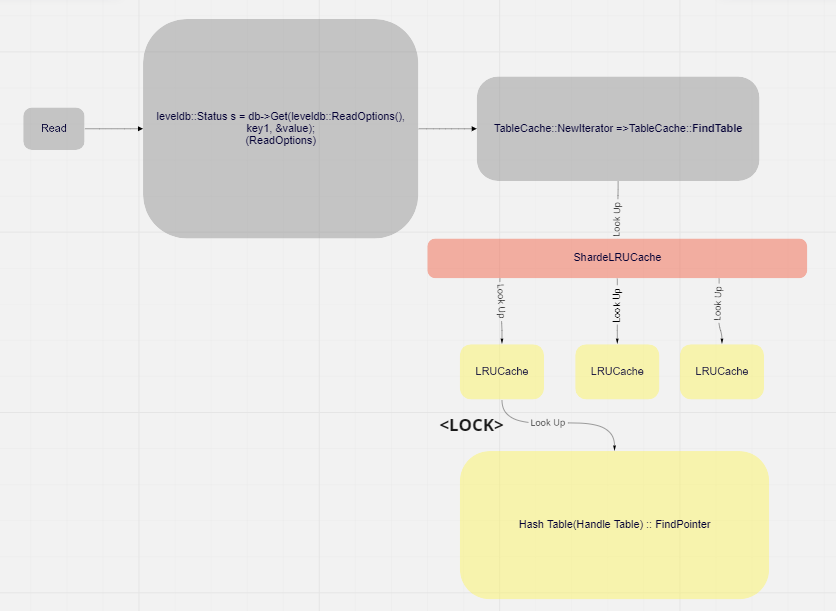 Read
leveldb::Status s = db->Get(leveldb::ReadOptions(),
key1, &value);
(ReadOptions)
TableCache::NewIterator =>TableCache::FindTable
Look Up
ShardeLRUCache
Look Up
Look Up
Look Up
LRUCache
LRUCache
LRUCache
<LOCK>
Look Up
Hash Table(Handle Table) :: FindPointer